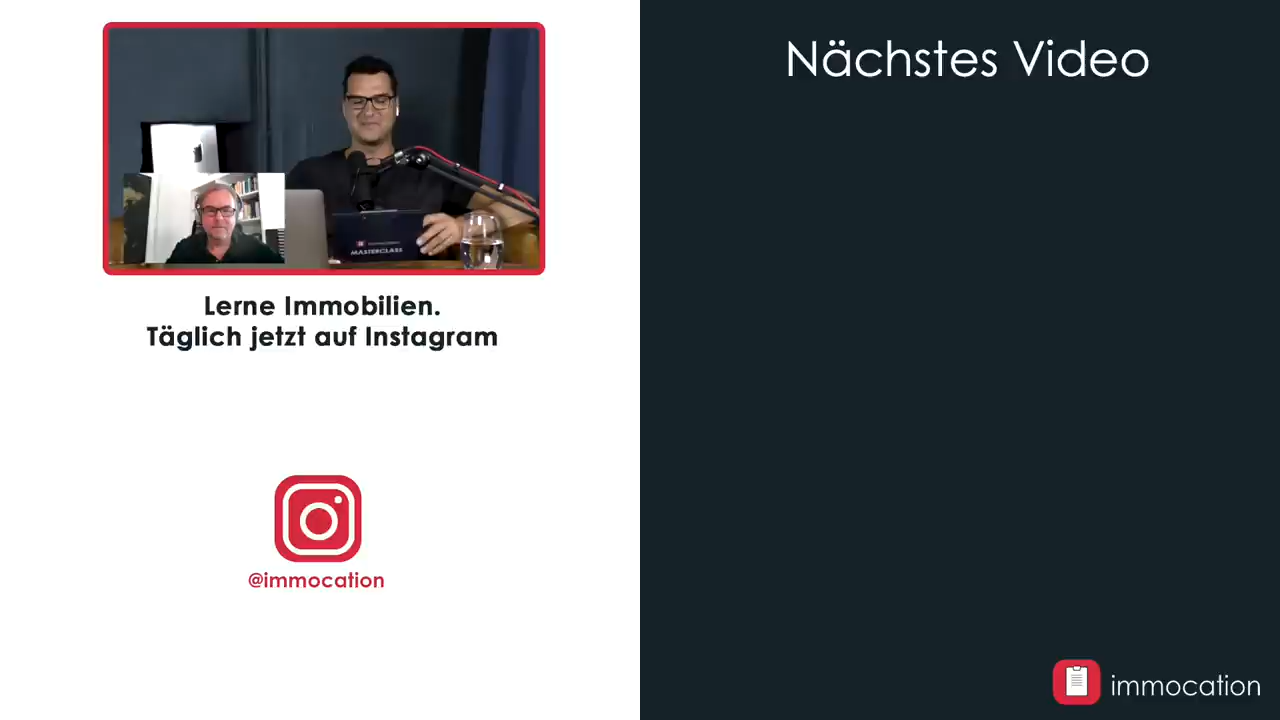 MASTERCLASS
Lerne Immobilien.
Täglich jetzt auf Instagram
@immocation
Nächstes Video
immocation